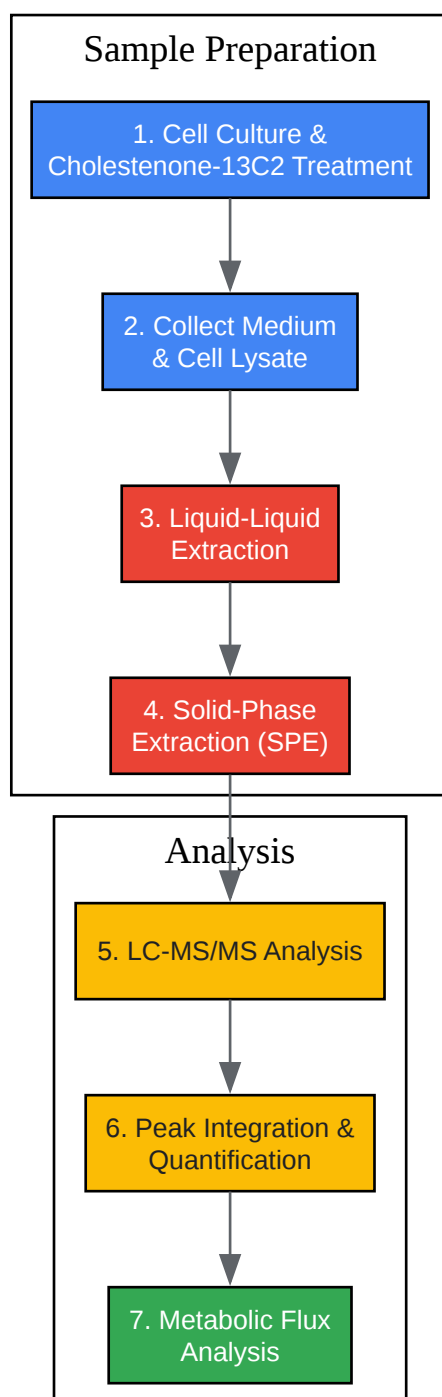 Sample Preparation
1. Cell Culture &
Cholestenone-13C2 Treatment
2. Collect Medium
& Cell Lysate
3. Liquid-Liquid
Extraction
4. Solid-Phase
Extraction (SPE)
Analysis
5. LC-MS/MS Analysis
6. Peak Integration &
Quantification
7. Metabolic Flux
Analysis